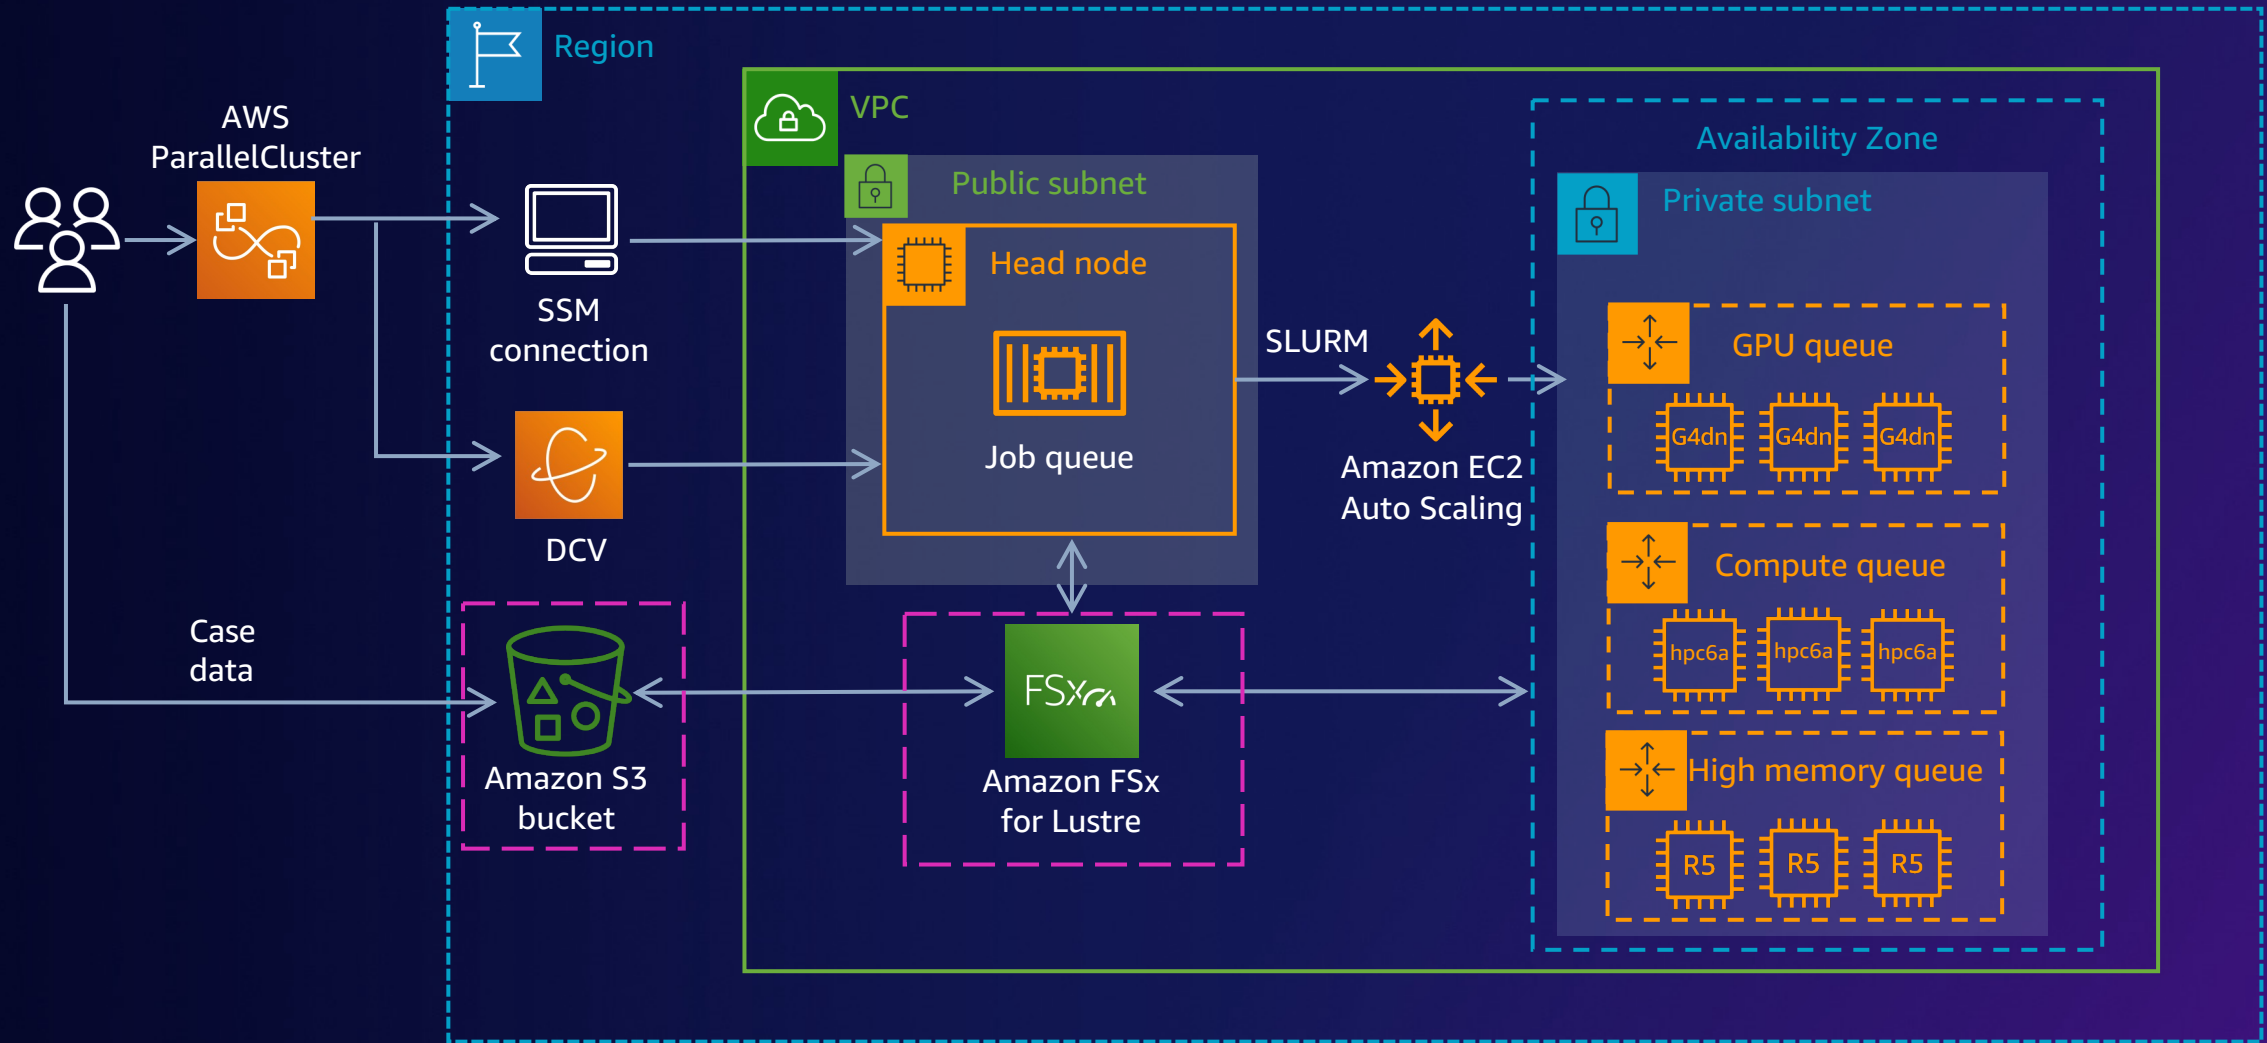 Region
AWS
ParallelCluster
VPC
Availability Zone
Public subnet
Private subnet
Head node
SSM
connection
Job queue
SLURM
Amazon EC2
Auto Scaling
GPU queue
G4dn G4dn G4dn
DCV
Compute queue
hpc6a hpc6a hpc6a
Case
data
Amazon S3
bucket
FSx
Amazon FSx
for Lustre
High memory queue
R5 R5 R5